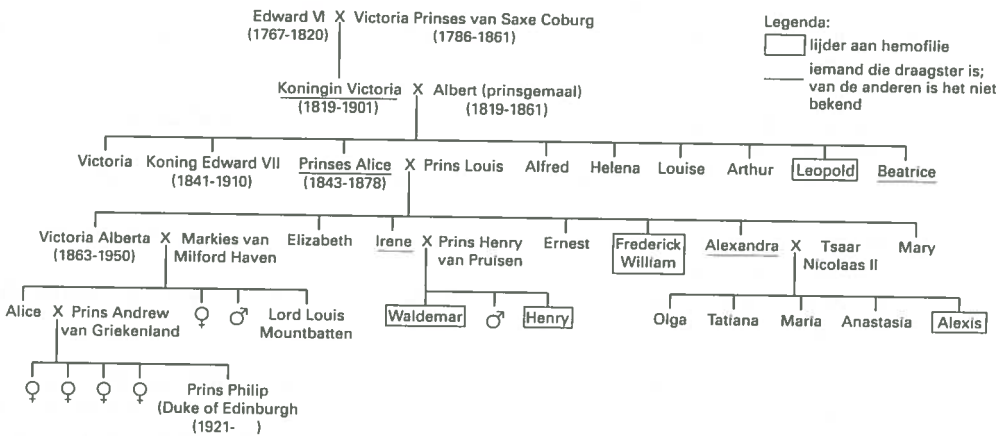 Edward VI X Victoria Prinses van Saxe Coburg
(1767-1820) (1786-1861)
Legenda:
lijder aan hemofilie
iemand die draagster is;
van de anderen is het niet
bekend
Koningin Victoria X Albert (prinsgemaal)
(1819-1901) (1819-1861)
Victoria Koning Edward VII Prinses Alice X Prins Louis Alfred Helena Louise Arthur Leopold Beatrice
(1841-1910) (1843-1878)
Victoria Alberta X Markies van Elizabeth Irene X Prins Henry Ernest Frederick Alexandra X Tsaar Mary
(1863-1950) Milford Haven van Pruisen William Nicolaas II
Alice X Prins Andrew ♀ ♂ Lord Louis Waldemar ♂ Henry Olga Tatiana Maria Anastasia Alexis
van Griekenland Mountbatten
♀ ♀ ♀ ♀ Prins Philip
(Duke of Edinburgh
(1921- )